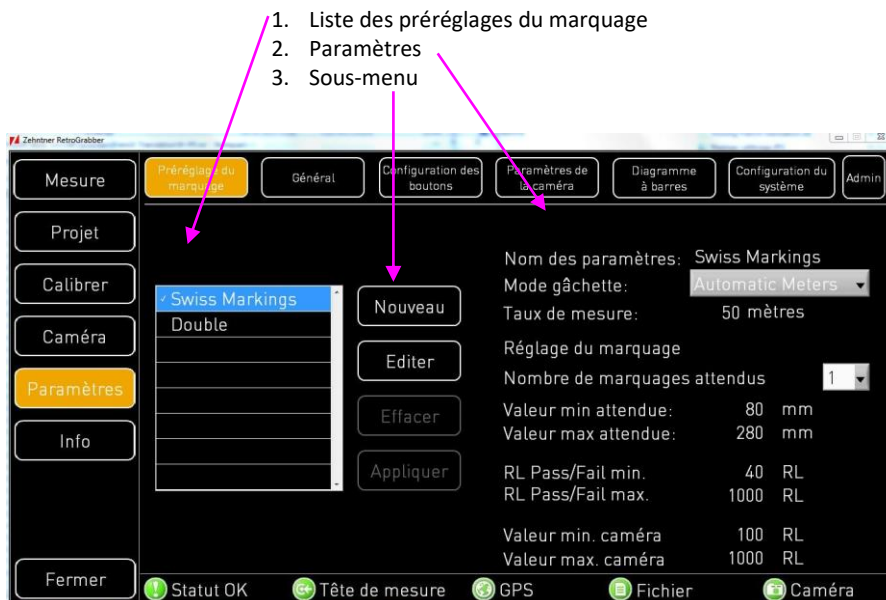 1. Liste des préréglages du marquage
2. Paramètres
3. Sous-menu
Zehntner RetroGrabber
Mesure
Projet
Calibrer
Caméra
Paramètres
Info
Fermer
Préréglage du
marquage
Général
Configuration des
boutons
Paramètres de
la caméra
Diagramme
à barres
Configuration du
système
Admin
Swiss Markings
Double
Nouveau
Editer
Effacer
Appliquer
Nom des paramètres: Swiss Markings
Mode gâchette: Automatic Meters
Taux de mesure: 50 mètres
Réglage du marquage
Nombre de marquages attendus 1
Valeur min attendue: 80 mm
Valeur max attendue: 280 mm
RL Pass/Fail min. 40 RL
RL Pass/Fail max. 1000 RL
Valeur min. caméra 100 RL
Valeur max. caméra 1000 RL
Statut OK Tête de mesure GPS Fichier Caméra